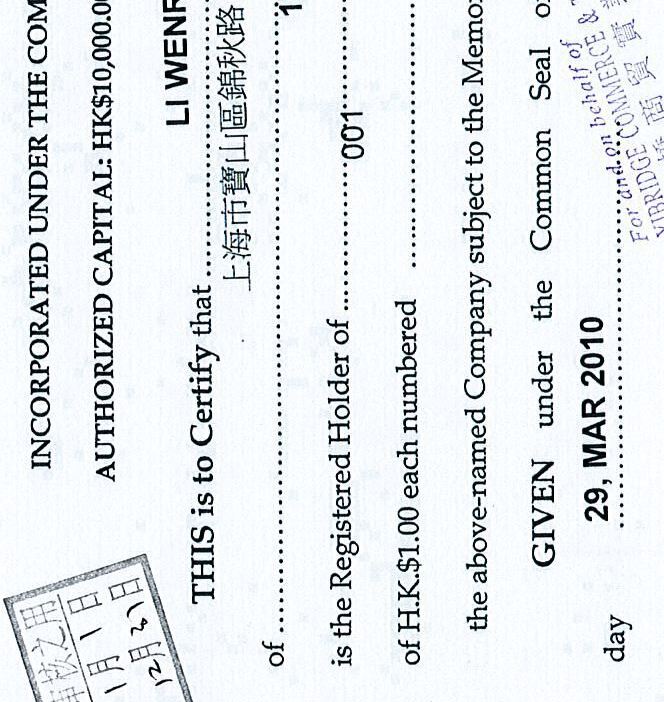 INCORPORATED UNDER THE COM
AUTHORIZED CAPITAL: HK$10,000.0
LI WENR
THIS is to Certify that
上海市寶山區錦秋路
of 1
is the Registered Holder of 001
of H.K.$1.00 each numbered
the above-named Company subject to the Memo
GIVEN under the Common Seal o
29, MAR 2010
day
For and on behalf of
VIBRIDGE COMMERCE &
商 貿 實
核之用
1月1日
12月31日